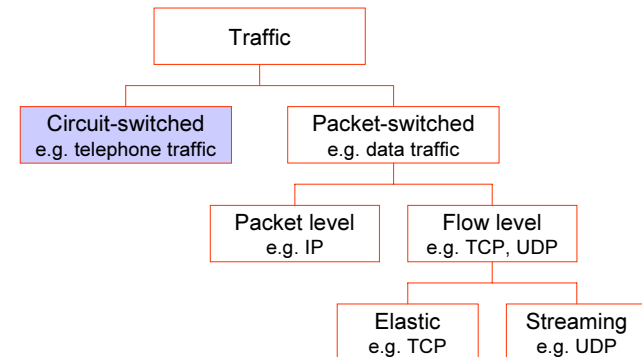 Traffic
Circuit-switched
e.g. telephone traffic
Packet-switched
e.g. data traffic
Packet level
e.g. IP
Flow level
e.g. TCP, UDP
Elastic
e.g. TCP
Streaming
e.g. UDP